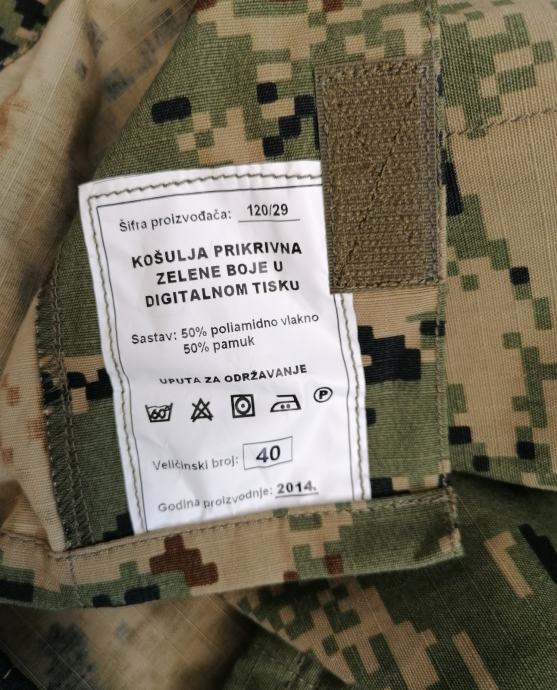 Šifra proizvođača: 120/29
KOŠULJA PRIKRIVNA
ZELENE BOJE U
DIGITALNOM TISKU
Sastav: 50% poliamidno vlakno
50% pamuk
UPUTA ZA ODRŽAVANJE
60° P
Veličinski broj: 40
Godina proizvodnje: 2014.